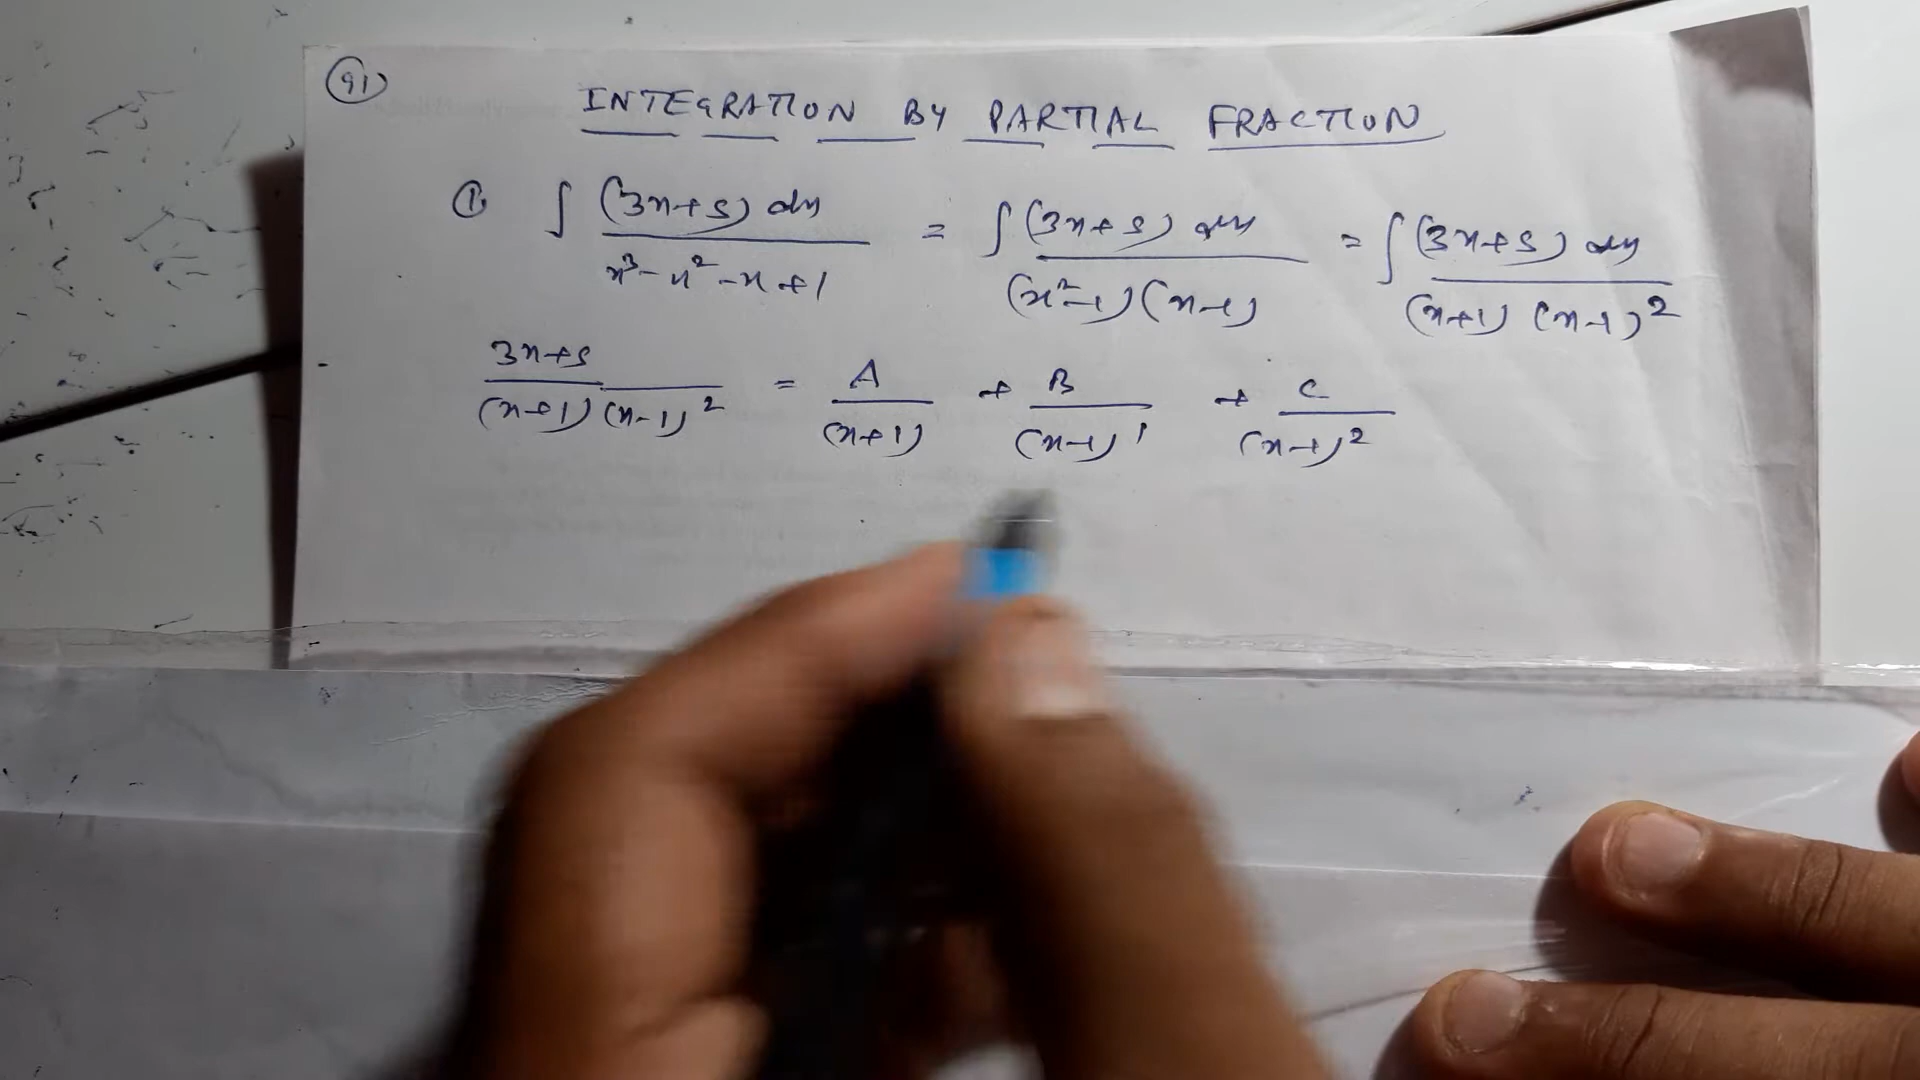 91
INTEGRATION BY PARTIAL FRACTION
① ∫ (3x+5) dx / x³-x²-x+1 = ∫ (3x+5) dx / (x²-1)(x-1) = ∫ (3x+5) dx / (x+1) (x-1)²
3x+5 / (x+1)(x-1)² = A / (x+1) + B / (x-1)¹ + C / (x-1)²